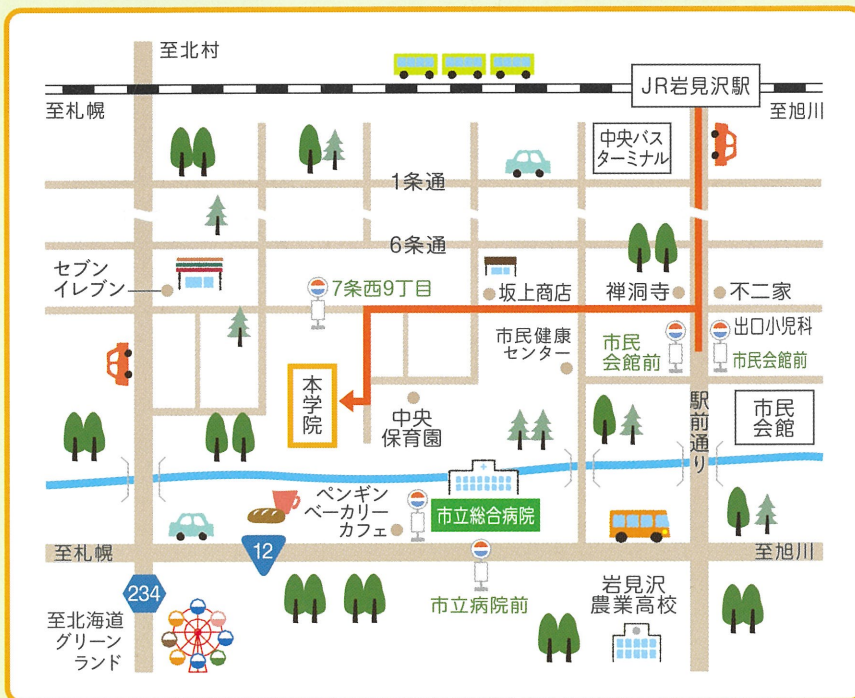 至北村
JR岩見沢駅
至札幌
至旭川
中央バス
ターミナル
1条通
6条通
セブン
イレブン
7条西9丁目
坂上商店
禅洞寺
不二家
市民健康
センター
市民
会館前
出口小児科
市民会館前
本学院
中央
保育園
駅前通り
市民
会館
ペンギン
ベーカリー
カフェ
市立総合病院
至札幌
12
至旭川
234
市立病院前
岩見沢
農業高校
至北海道
グリーン
ランド